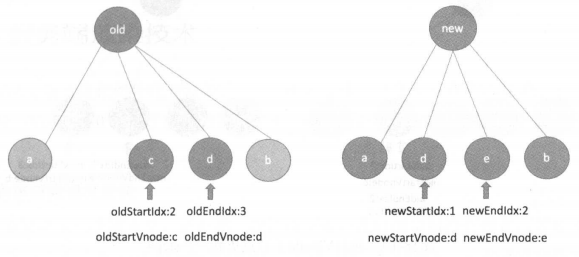 old new
a c d b a d e b
oldStartIdx:2 oldEndIdx:3 newStartIdx:1 newEndIdx:2
oldStartVnode:c oldEndVnode:d newStartVnode:d newEndVnode:e